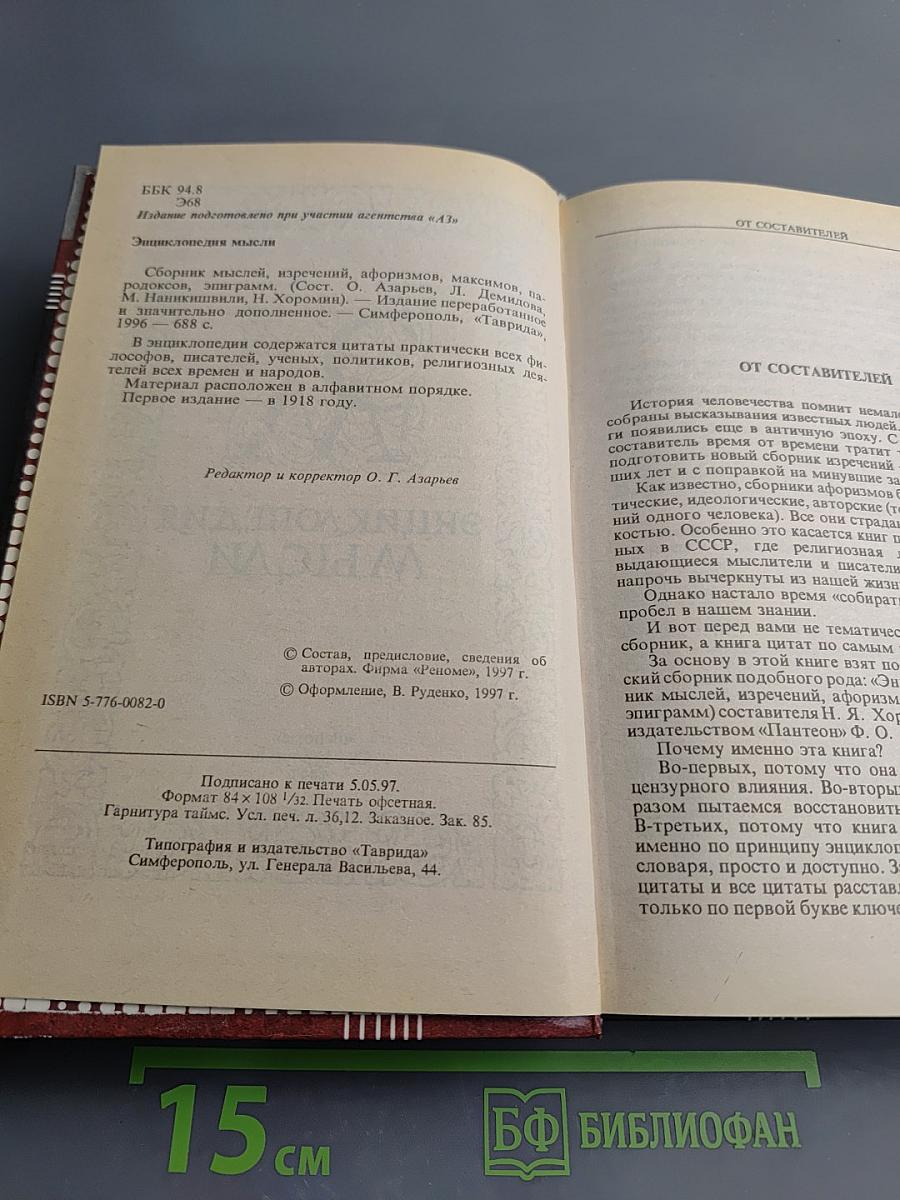 ББК 94.8
Э68
Издание подготовлено при участии агентства «АЗ»
Энциклопедия мысли
Сборник мыслей, изречений, афоризмов, максимов, па-
родоксов, эпиграмм. (Сост. О. Азарьев, Л. Демидова,
М. Наникишвили, Н. Хоромин). — Издание переработанное
и значительно дополненное. — Симферополь, «Таврида»,
1996 — 688 с.
В энциклопедии содержатся цитаты практически всех фи-
лософов, писателей, ученых, политиков, религиозных дея-
телей всех времен и народов.
Материал расположен в алфавитном порядке.
Первое издание — в 1918 году.
Редактор и корректор О. Г. Азарьев
© Состав, предисловие, сведения об
авторах. Фирма «Реноме», 1997 г.
© Оформление, В. Руденко, 1997 г.
ISBN 5-776-0082-0
Подписано к печати 5.05.97.
Формат 84 × 108 1/32. Печать офсетная.
Гарнитура таймс. Усл. печ. л. 36,12. Заказное. Зак. 85.
Типография и издательство «Таврида»
Симферополь, ул. Генерала Васильева, 44.
ОТ СОСТАВИТЕЛЕЙ
ОТ СОСТАВИТЕЛЕЙ
История человечества помнит немал
собраны высказывания известных людей.
ги появились еще в античную эпоху. С
составитель время от времени тратит
подготовить новый сборник изречений
ших лет и с поправкой на минувшие за
Как известно, сборники афоризмов б
тические, идеологические, авторские (т
ний одного человека). Все они страда
костью. Особенно это касается книг п
ных в СССР, где религиозная л
выдающиеся мыслители и писатели
напрочь вычеркнуты из нашей жизн
Однако настало время «собират
пробел в нашем знании.
И вот перед вами не тематичес
сборник, а книга цитат по самым
За основу в этой книге взят по
ский сборник подобного рода: «Эн
ник мыслей, изречений, афоризм
эпиграмм) составителя Н. Я. Хор
издательством «Пантеон» Ф. О.
Почему именно эта книга?
Во-первых, потому что она
цензурного влияния. Во-вторых
разом пытаемся восстановить
В-третьих, потому что книга
именно по принципу энциклоп
словаря, просто и доступно. З
цитаты и все цитаты расставл
только по первой букве ключе
15 см
БФ БИБЛИОФАН